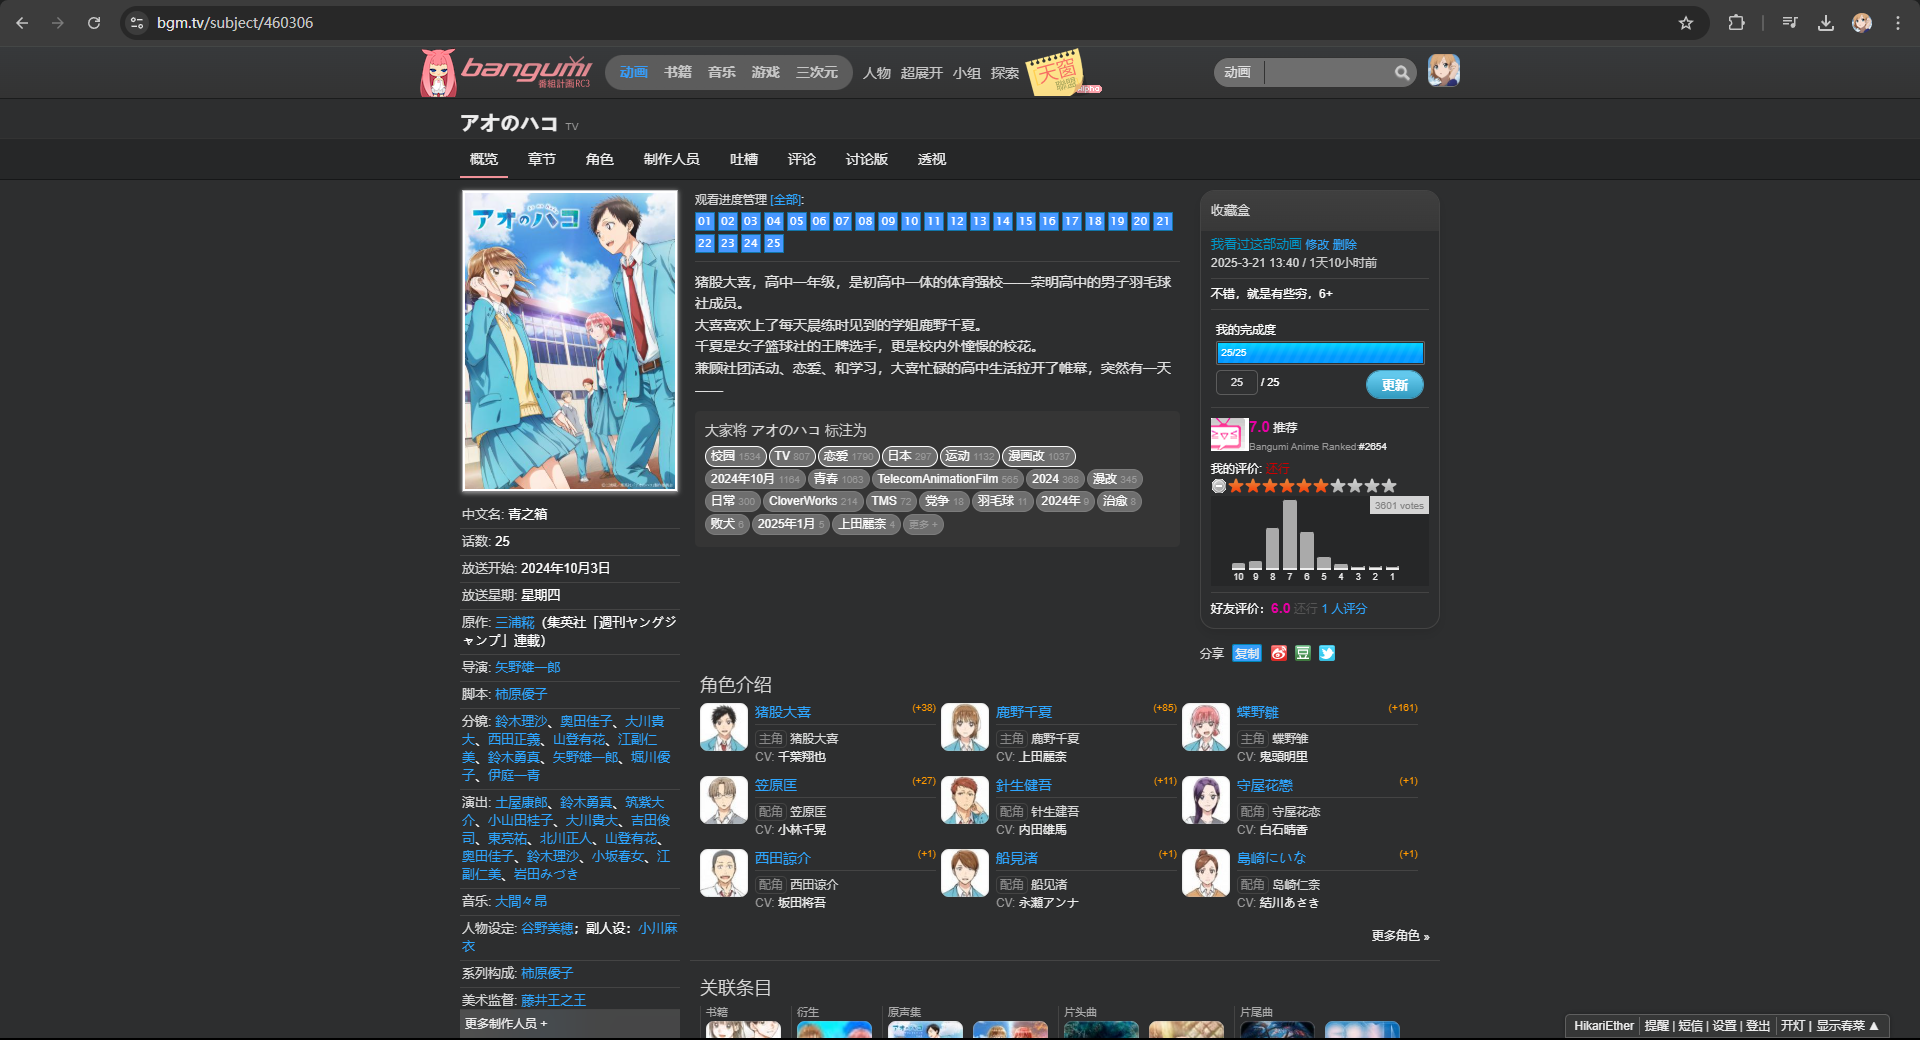 bgm.tv/subject/460306
bangumi
番組計画RC3
动画 书籍 音乐 游戏 三次元
人物 超展开 小组 探索
天窗
聯盟
alpha
动画
アオのハコ TV
概览 章节 角色 制作人员 吐槽 评论 讨论版 透视
アオのハコ
中文名: 青之箱
话数: 25
放送开始: 2024年10月3日
放送星期: 星期四
原作: 三浦糀（集英社「週刊ヤングジ
ャンプ」連載）
导演: 矢野雄一郎
脚本: 柿原優子
分镜: 鈴木理沙、奥田佳子、大川貴
大、西田正義、山登有花、江副仁
美、鈴木勇真、矢野雄一郎、堀川優
子、伊庭一青
演出: 土屋康郎、鈴木勇真、筑紫大
介、小山田桂子、大川貴大、吉田俊
司、東亮祐、北川正人、山登有花、
奥田佳子、鈴木理沙、小坂春女、江
副仁美、岩田みづき
音乐: 大間々昂
人物设定: 谷野美穂；副人设：小川麻
衣
系列构成: 柿原優子
美术监督: 藤井王之王
更多制作人员 +
观看进度管理 [全部]:
01 02 03 04 05 06 07 08 09 10 11 12 13 14 15 16 17 18 19 20 21
22 23 24 25
猪股大喜，高中一年级，是初高中一体的体育强校——荣明高中的男子羽毛球
社成员。
大喜喜欢上了每天晨练时见到的学姐鹿野千夏。
千夏是女子篮球社的王牌选手，更是校内外憧憬的校花。
兼顾社团活动、恋爱、和学习，大喜忙碌的高中生活拉开了帷幕，突然有一天
——
大家将 アオのハコ 标注为
校园 1534 TV 807 恋爱 1790 日本 297 运动 1132 漫画改 1037
2024年10月 1164 青春 1063 TelecomAnimationFilm 565 2024 368 漫改 345
日常 300 CloverWorks 214 TMS 72 党争 18 羽毛球 11 2024年 9 治愈 8
败犬 6 2025年1月 5 上田麗奈 4 更多 +
收藏盒
我看过这部动画 修改 删除
2025-3-21 13:40 / 1天10小时前
不错，就是有些穷，6+
我的完成度
25/25
25 / 25 更新
7.0 推荐
Bangumi Anime Ranked:#2654
我的评价: 还行
3601 votes
10 9 8 7 6 5 4 3 2 1
好友评价： 6.0 还行 1 人评分
分享 复制 豆
角色介绍
猪股大喜 (+38)
主角 猪股大喜
CV: 千葉翔也
鹿野千夏 (+85)
主角 鹿野千夏
CV: 上田麗奈
蝶野雛 (+161)
主角 蝶野雏
CV: 鬼頭明里
笠原匡 (+27)
配角 笠原匡
CV: 小林千晃
針生健吾 (+11)
配角 针生建吾
CV: 内田雄馬
守屋花戀 (+1)
配角 守屋花恋
CV: 白石晴香
西田諒介 (+1)
配角 西田谅介
CV: 坂田将吾
船見渚 (+1)
配角 船见渚
CV: 永瀬アンナ
島崎にいな (+1)
配角 岛崎仁奈
CV: 結川あさき
更多角色 »
关联条目
书籍 衍生 原声集 片头曲 片尾曲
HikariEther 提醒 | 短信 | 设置 | 登出 开灯 | 显示春菜 ▲